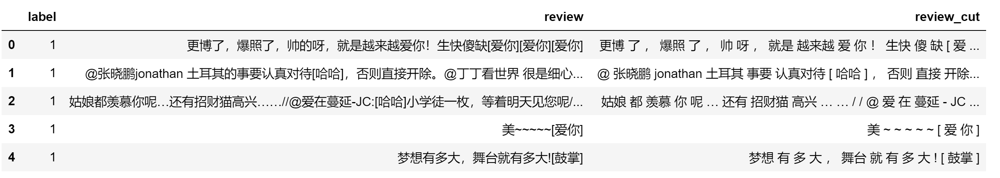 label review review_cut
0 1 更博了，爆照了，帅的呀，就是越来越爱你！生快傻缺[爱你][爱你][爱你] 更博 了 ， 爆照 了 ， 帅 呀 ， 就是 越来越 爱 你 ！ 生快 傻 缺 [ 爱 ...
1 1 @张晓鹏jonathan 土耳其的事要认真对待[哈哈]，否则直接开除。@丁丁看世界 很是细心... @ 张晓鹏 jonathan 土耳其 事要 认真对待 [ 哈哈 ] ， 否则 直接 开除...
2 1 姑娘都羡慕你呢…还有招财猫高兴……//@爱在蔓延-JC:[哈哈]小学徒一枚，等着明天见您呢/... 姑娘 都 羡慕 你 呢 … 还有 招财猫 高兴 … … / / @ 爱 在 蔓延 - JC ...
3 1 美~~~~~[爱你] 美 ~ ~ ~ ~ ~ [ 爱 你 ]
4 1 梦想有多大，舞台就有多大![鼓掌] 梦想 有 多 大 ， 舞台 就 有 多 大 ! [ 鼓掌 ]